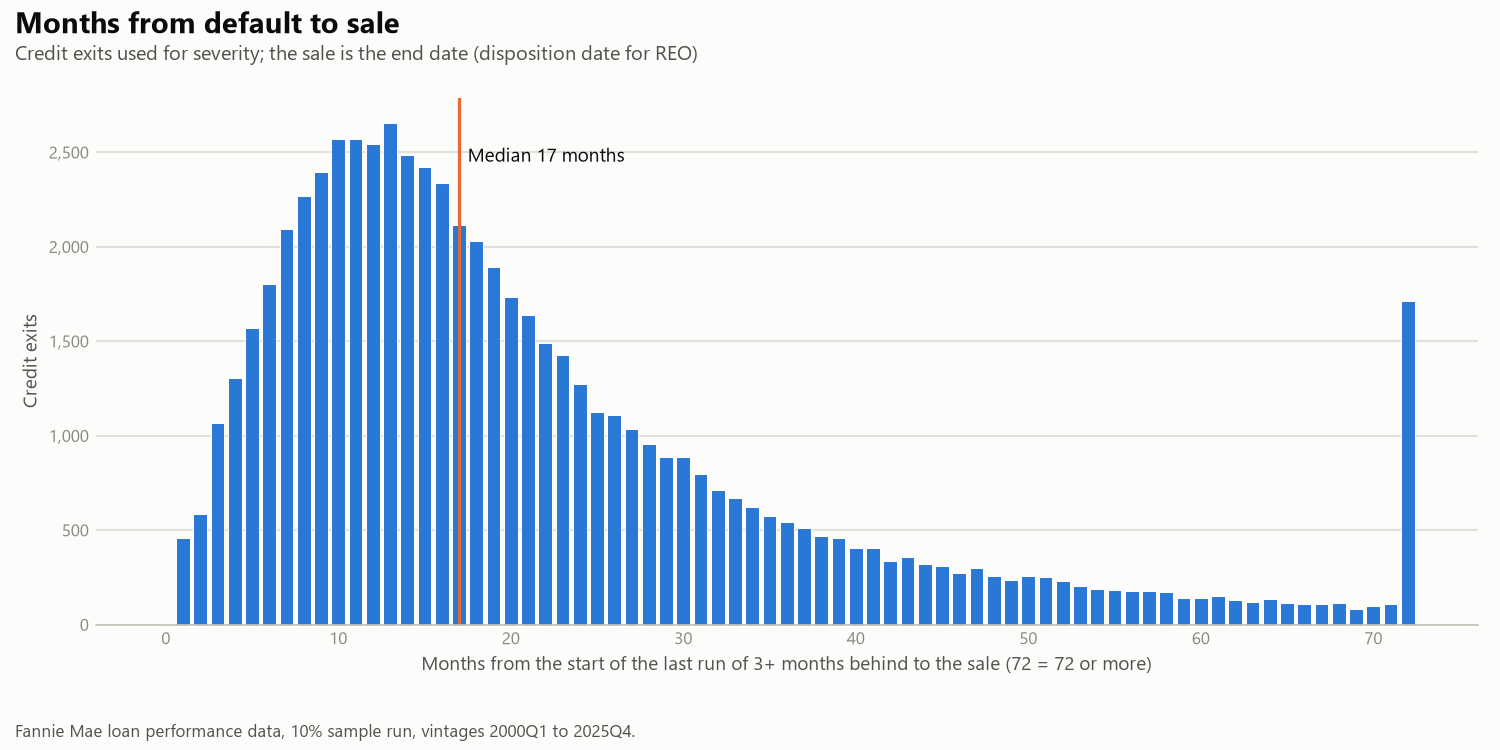 Months from default to sale
Credit exits used for severity; the sale is the end date (disposition date for REO)
Median 17 months
2,500
2,000
1,500
1,000
500
0
Credit exits
0 10 20 30 40 50 60 70
Months from the start of the last run of 3+ months behind to the sale (72 = 72 or more)
Fannie Mae loan performance data, 10% sample run, vintages 2000Q1 to 2025Q4.